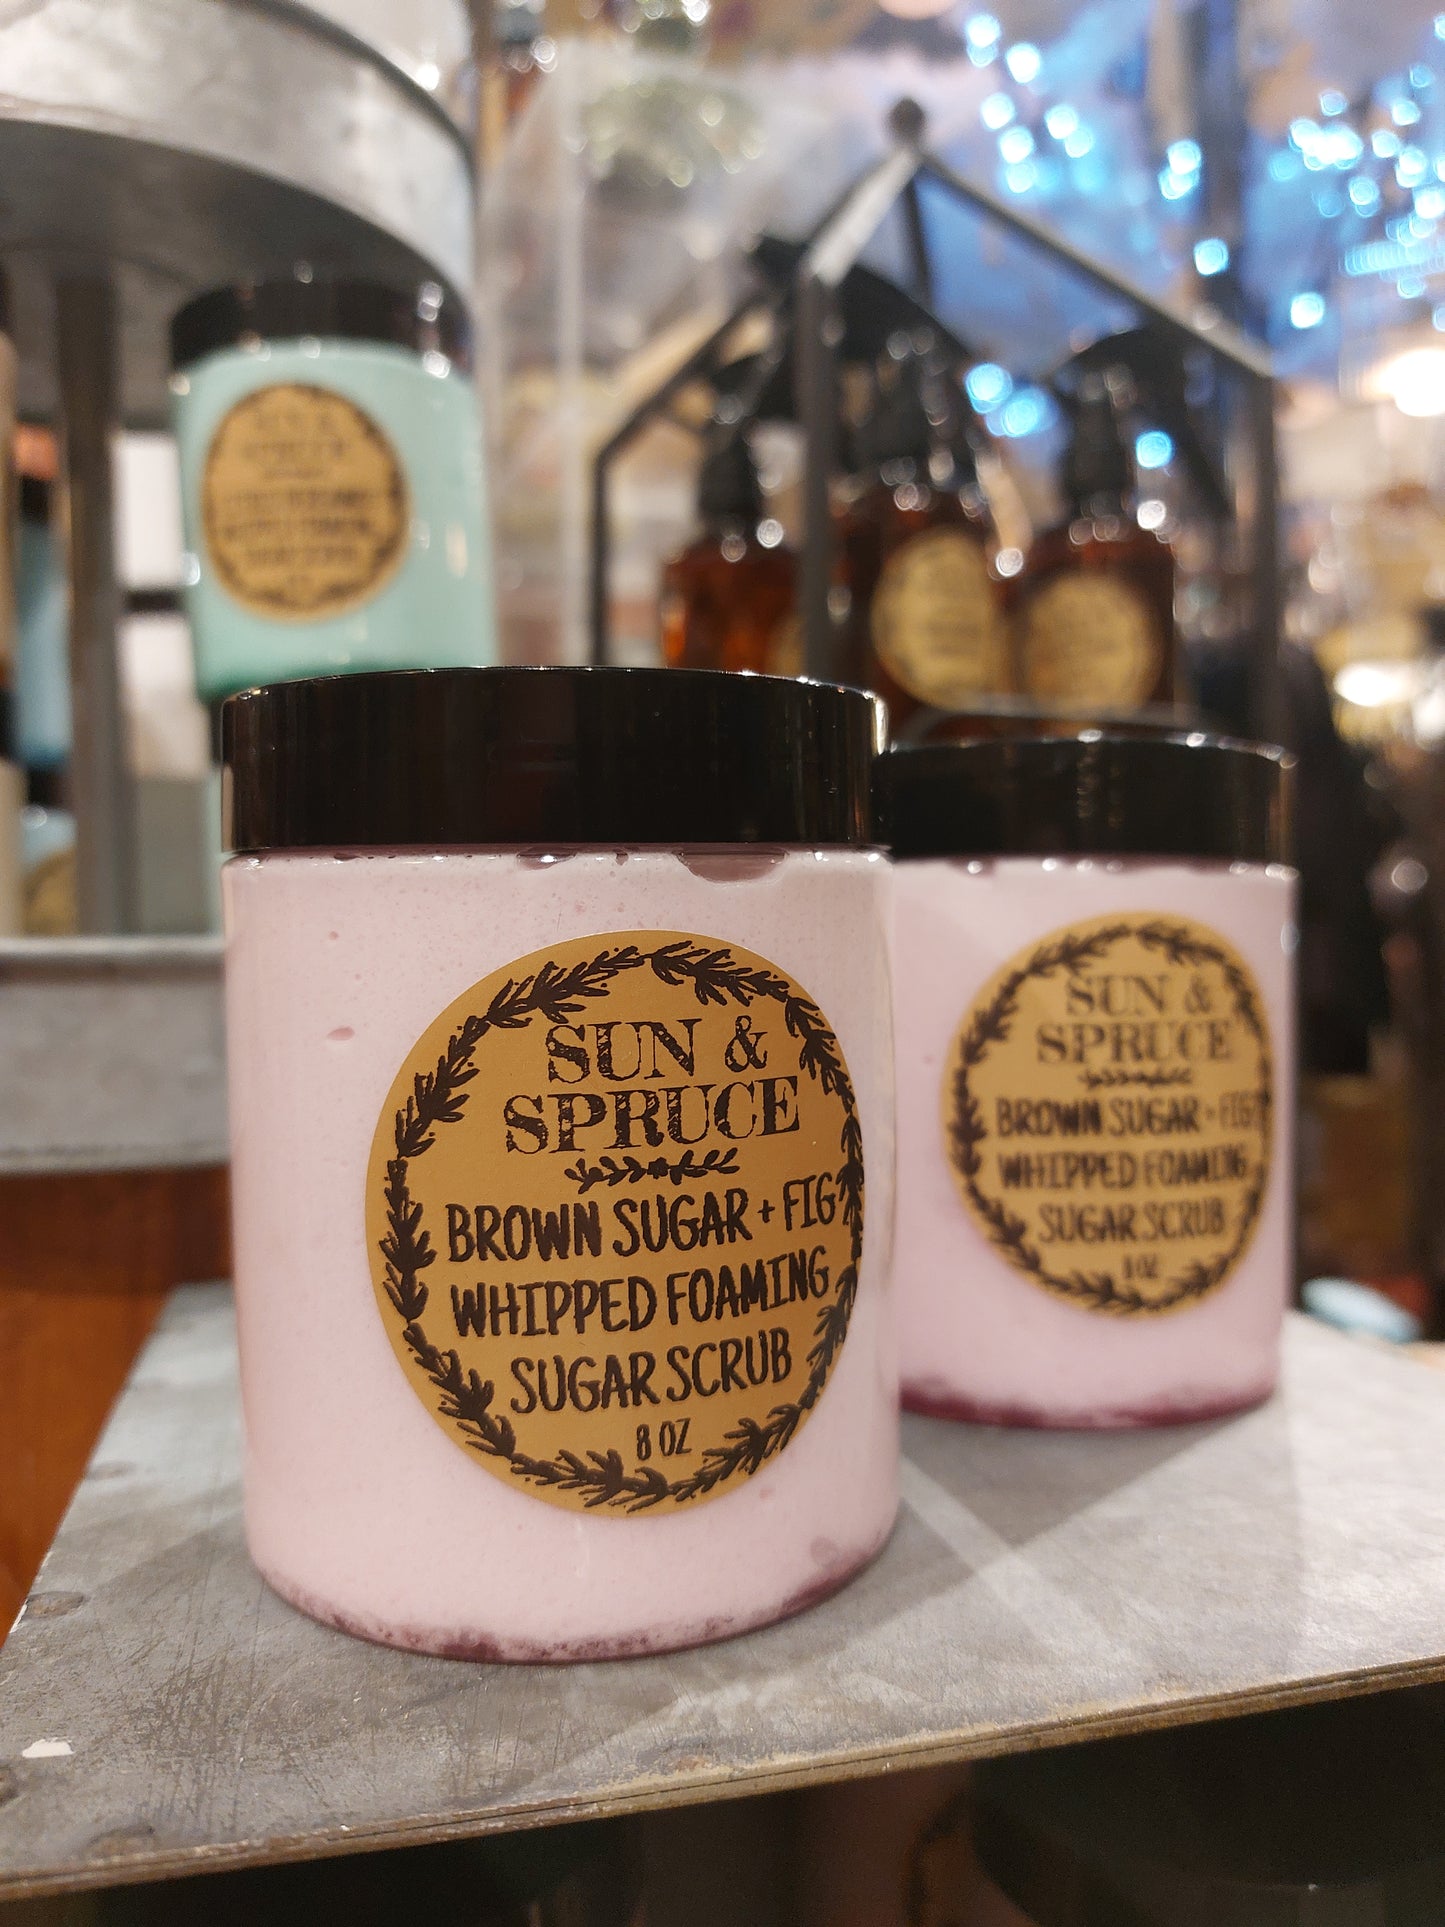 SUN &
SPRUCE
BROWN SUGAR + FIG
WHIPPED FOAMING
SUGAR SCRUB
8 OZ
SUN &
SPRUCE
BROWN SUGAR + FIG
WHIPPED FOAMING
SUGAR SCRUB
8 OZ